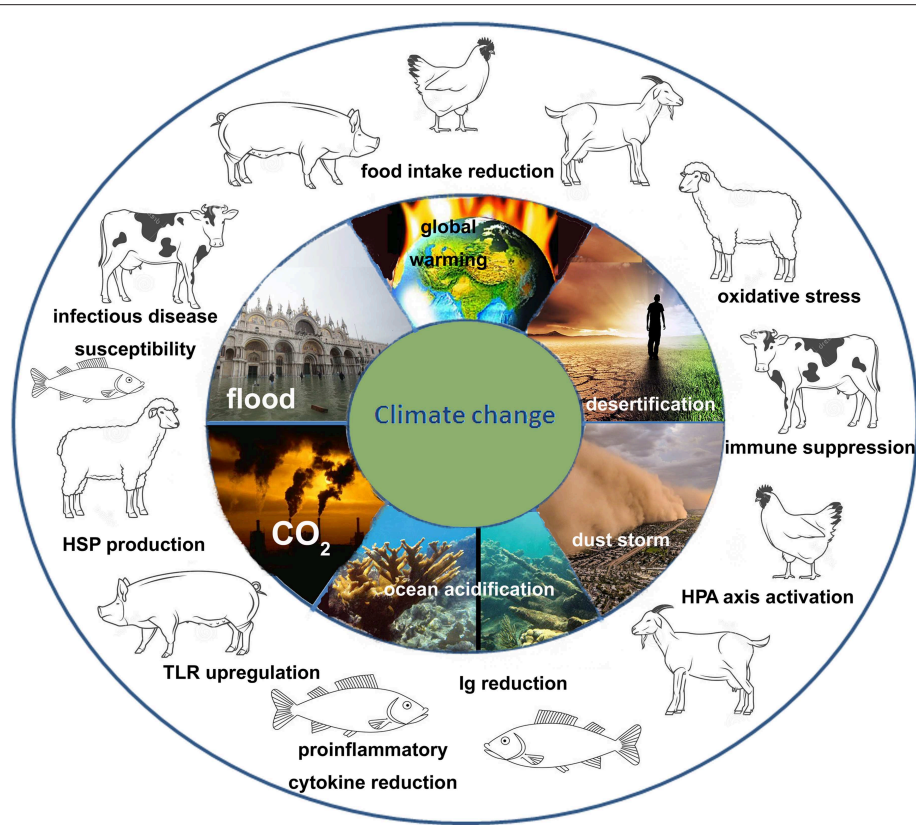 food intake reduction
global
warming
oxidative stress
infectious disease
susceptibility
flood
Climate change
desertification
immune suppression
CO₂
dust storm
HSP production
ocean acidification
HPA axis activation
TLR upregulation
Ig reduction
proinflammatory
cytokine reduction